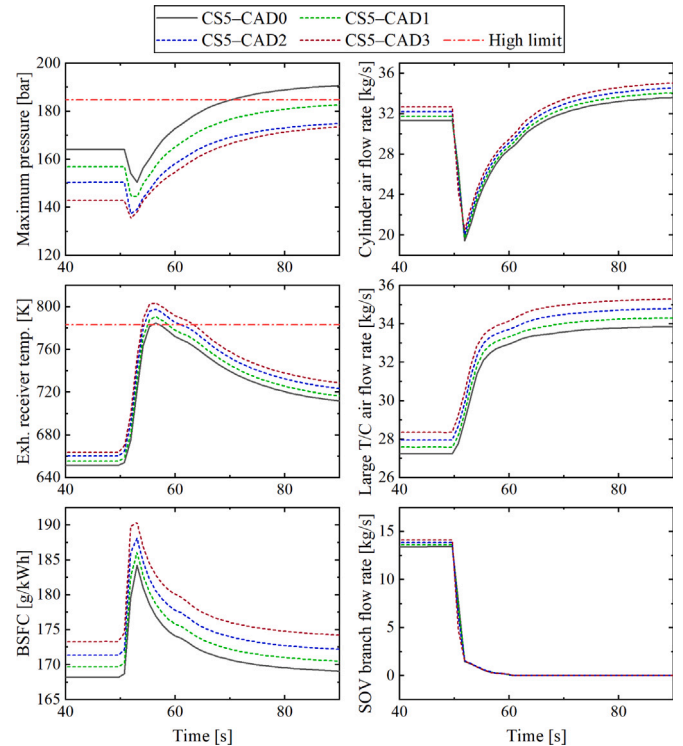 CS5–CAD0 CS5–CAD1
CS5–CAD2 CS5–CAD3 High limit
Maximum pressure [bar]
200
180
160
140
120
40 60 80
Cylinder air flow rate [kg/s]
36
32
28
24
20
40 60 80
Exh. receiver temp. [K]
800
760
720
680
640
40 60 80
Large T/C air flow rate [kg/s]
36
34
32
30
28
26
40 60 80
BSFC [g/kWh]
190
185
180
175
170
165
40 60 80
Time [s]
SOV branch flow rate [kg/s]
15
10
5
0
40 60 80
Time [s]